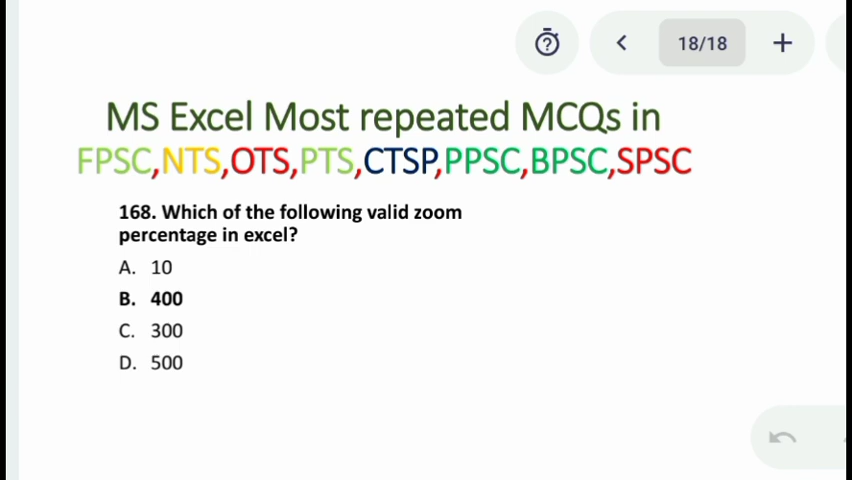 18/18
MS Excel Most repeated MCQs in
FPSC,NTS,OTS,PTS,CTSP,PPSC,BPSC,SPSC
168. Which of the following valid zoom
percentage in excel?
A. 10
B. 400
C. 300
D. 500